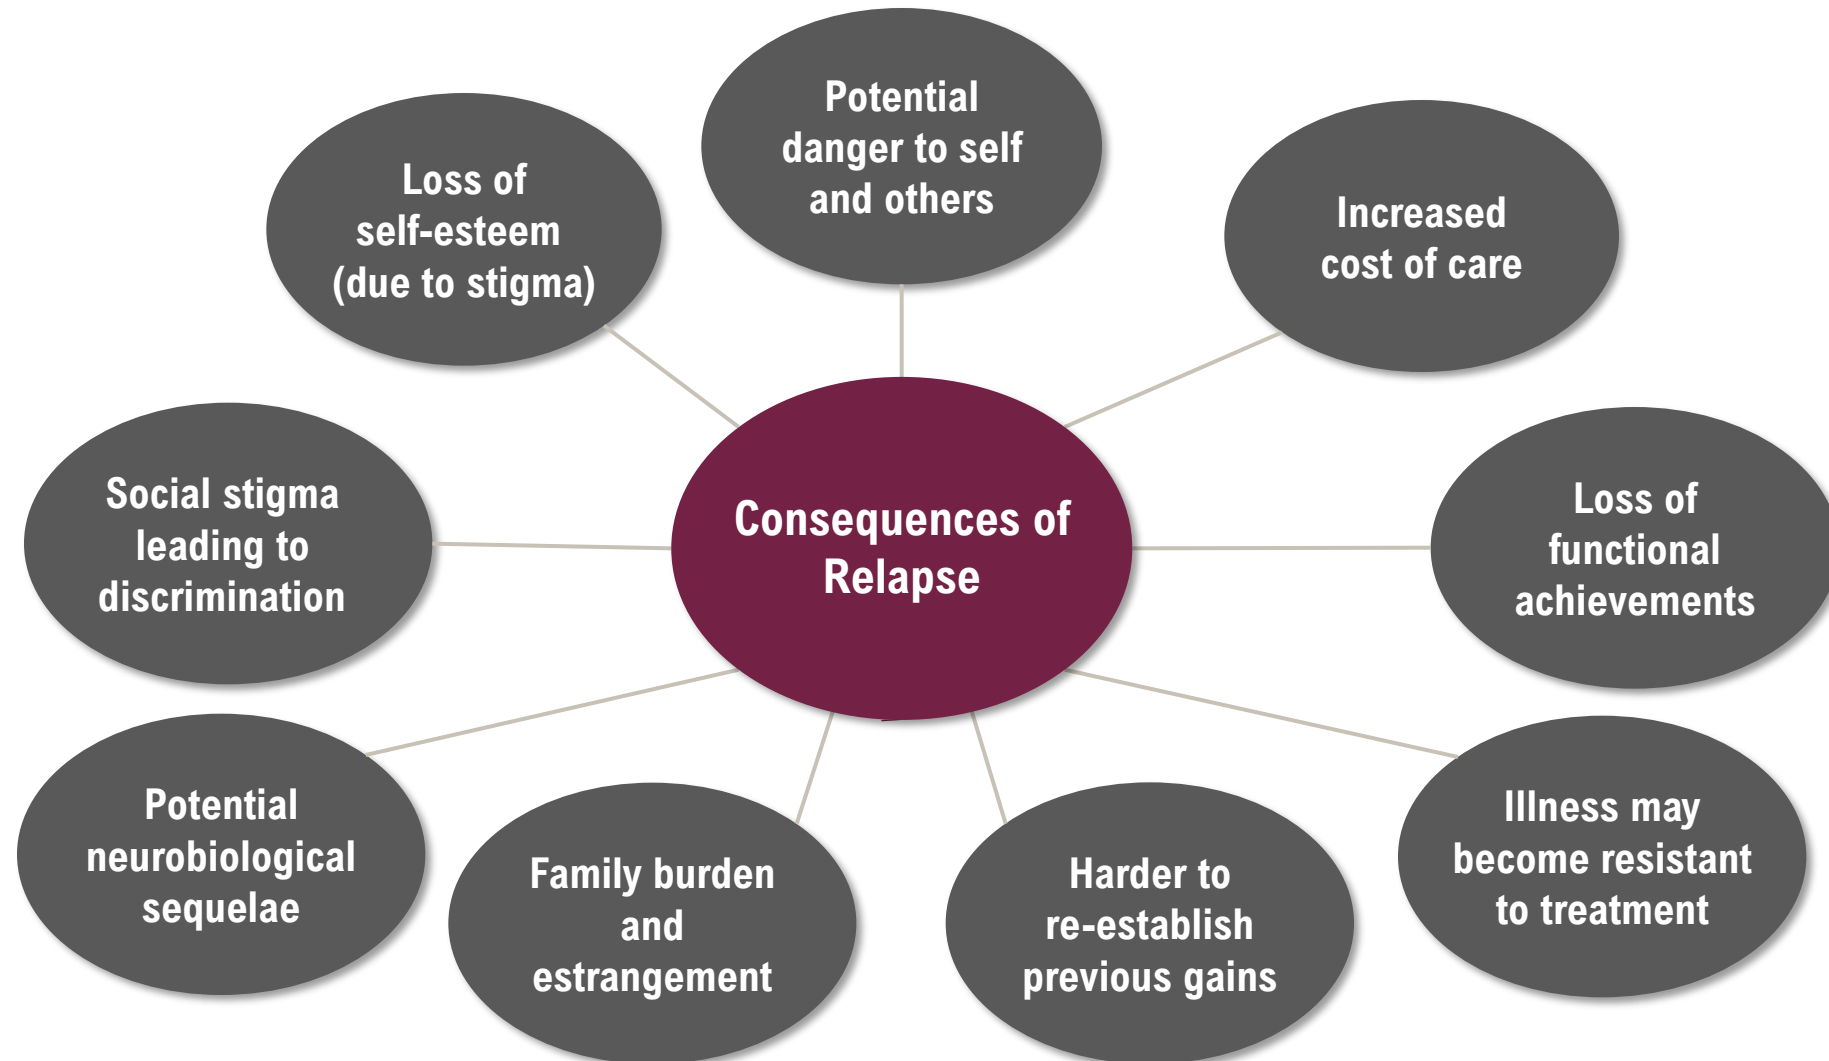 Potential
danger to self
and others
Loss of
self-esteem
(due to stigma)
Increased
cost of care
Social stigma
leading to
discrimination
Consequences of
Relapse
Loss of
functional
achievements
Potential
neurobiological
sequelae
Family burden
and
estrangement
Harder to
re-establish
previous gains
Illness may
become resistant
to treatment